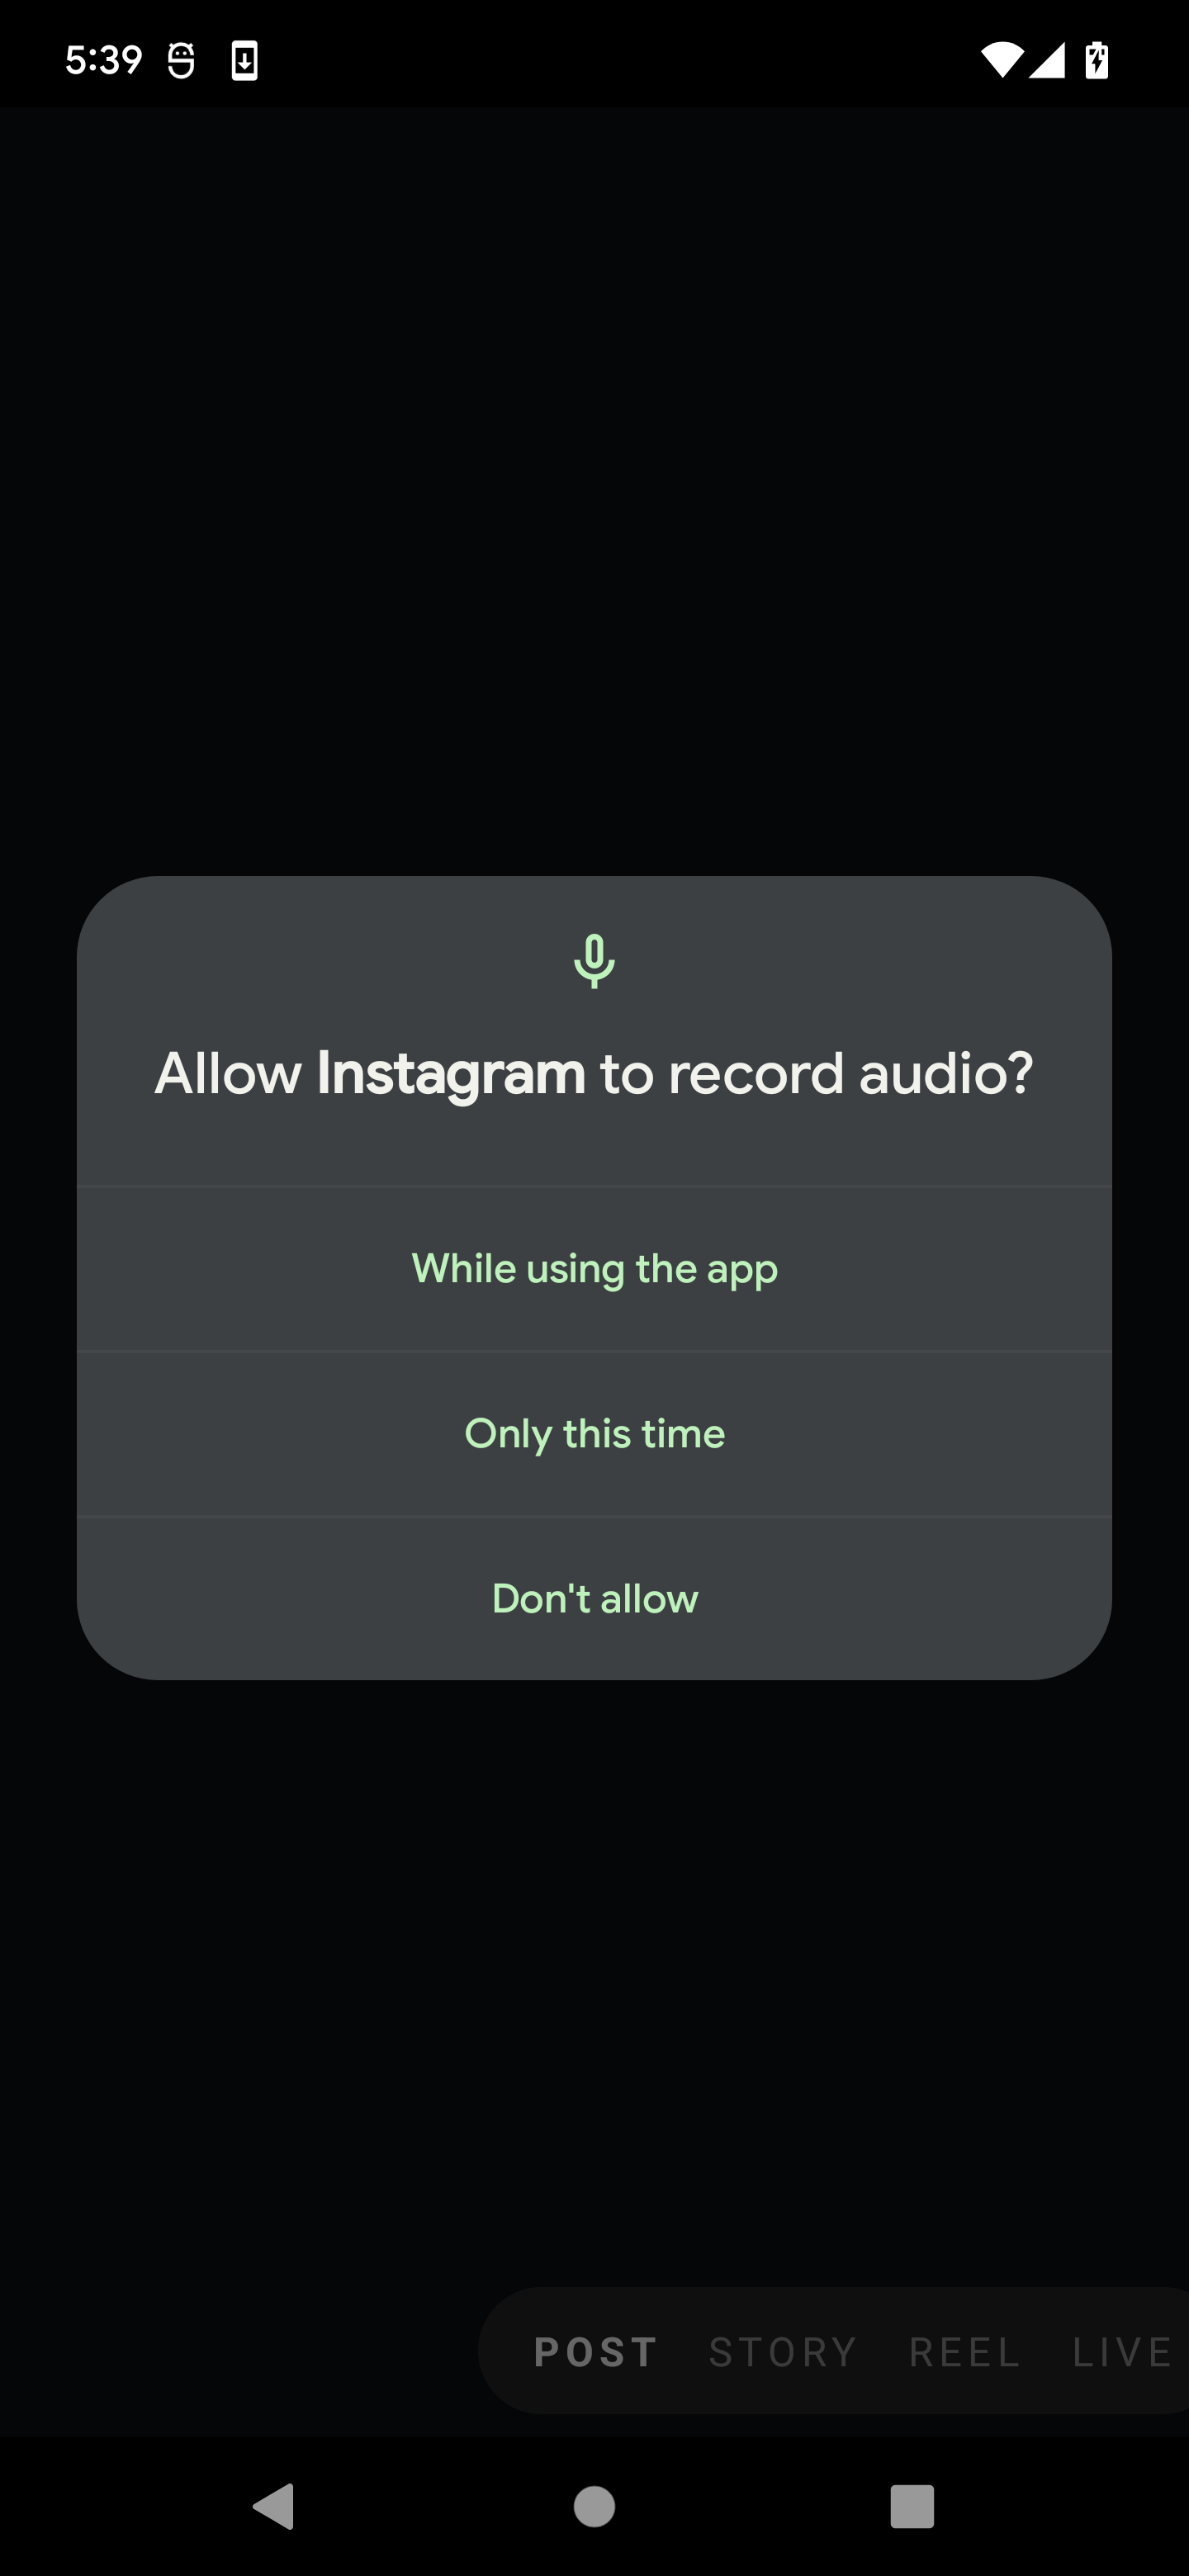 5:39
Allow Instagram to record audio?
While using the app
Only this time
Don't allow
POST STORY REEL LIVE